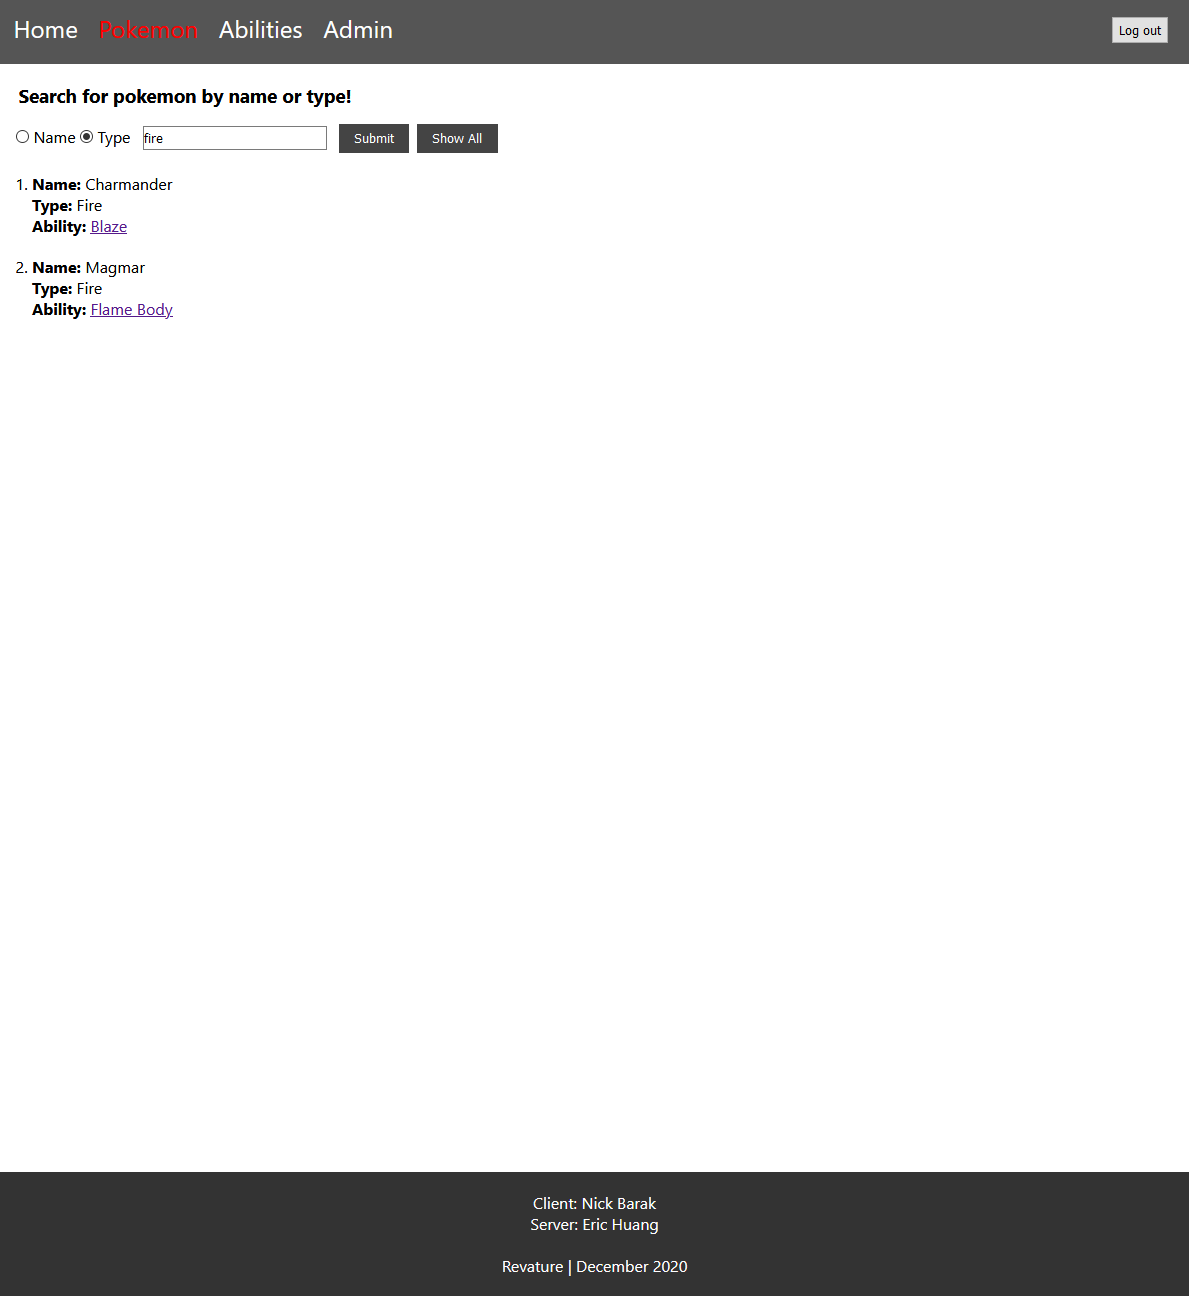 Home Pokemon Abilities Admin Log out
Search for pokemon by name or type!
Name Type fire Submit Show All
1. Name: Charmander
Type: Fire
Ability: Blaze
2. Name: Magmar
Type: Fire
Ability: Flame Body
Client: Nick Barak
Server: Eric Huang
Revature | December 2020